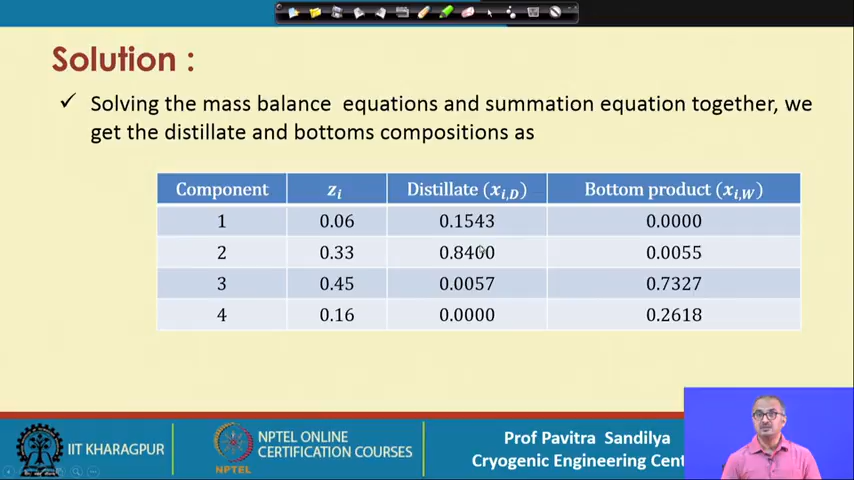 Solution :
✓ Solving the mass balance equations and summation equation together, we
get the distillate and bottoms compositions as
Component zᵢ Distillate (xᵢ,D) Bottom product (xᵢ,W)
1 0.06 0.1543 0.0000
2 0.33 0.8400 0.0055
3 0.45 0.0057 0.7327
4 0.16 0.0000 0.2618
IIT KHARAGPUR
NPTEL
NPTEL ONLINE
CERTIFICATION COURSES
Prof Pavitra Sandilya
Cryogenic Engineering Cent